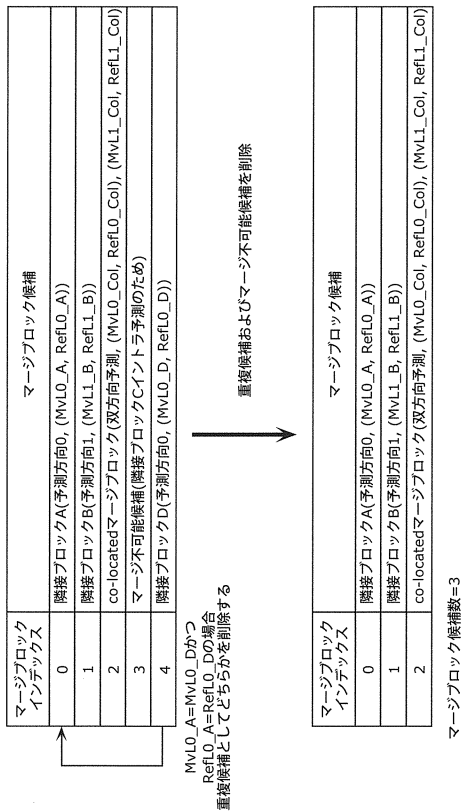 マージブロック
インデックス
マージブロック候補
0
隣接ブロックA(予測方向0, (MvL0_A, RefL0_A))
1
隣接ブロックB(予測方向1, (MvL1_B, RefL1_B))
2
co-locatedマージブロック(双方向予測, (MvL0_Col, RefL0_Col), (MvL1_Col, RefL1_Col)
3
マージ不可能候補(隣接ブロックCイントラ予測のため)
4
隣接ブロックD(予測方向0, (MvL0_D, RefL0_D))
MvL0_A=MvL0_Dかつ
RefL0_A=RefL0_Dの場合
重複候補としてどちらかを削除する
重複候補およびマージ不可能候補を削除
マージブロック
インデックス
マージブロック候補
0
隣接ブロックA(予測方向0, (MvL0_A, RefL0_A))
1
隣接ブロックB(予測方向1, (MvL1_B, RefL1_B))
2
co-locatedマージブロック(双方向予測, (MvL0_Col, RefL0_Col), (MvL1_Col, RefL1_Col)
マージブロック候補数=3